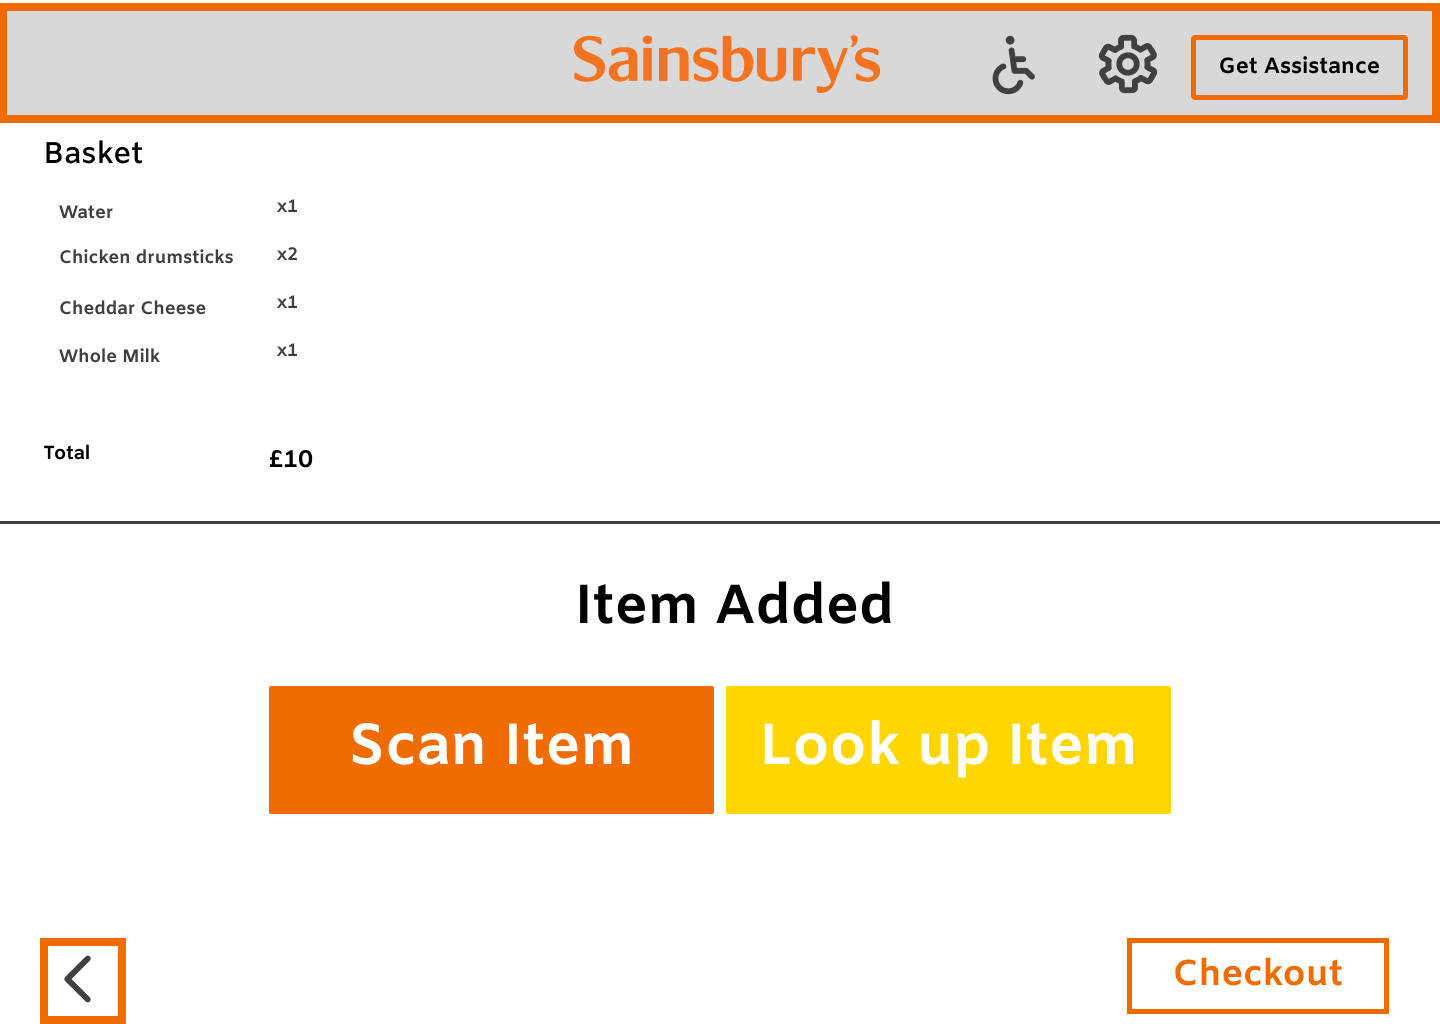 Sainsbury's
Get Assistance
Basket
Water x1
Chicken drumsticks x2
Cheddar Cheese x1
Whole Milk x1
Total £10
Item Added
Scan Item
Look up Item
Checkout